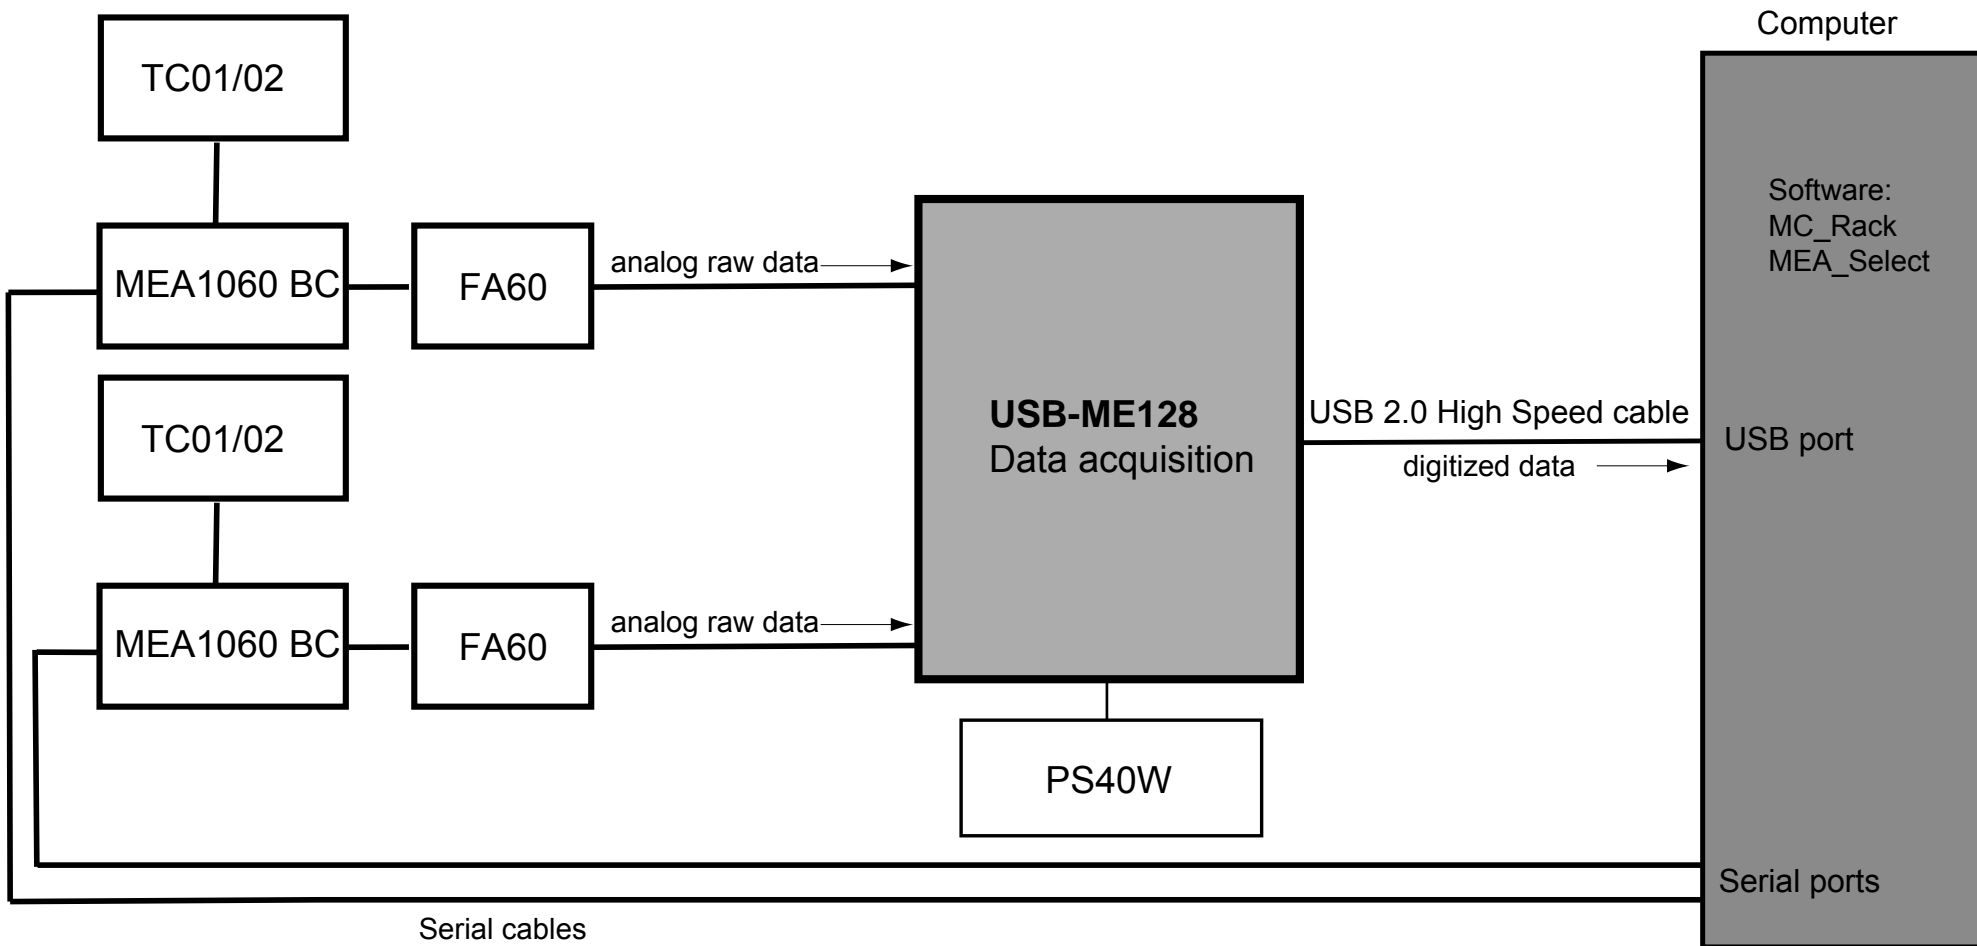 Computer
TC01/02
Software:
MC_Rack
MEA_Select
MEA1060 BC
FA60
analog raw data
USB-ME128
Data acquisition
USB 2.0 High Speed cable
digitized data
USB port
TC01/02
MEA1060 BC
FA60
analog raw data
PS40W
Serial ports
Serial cables